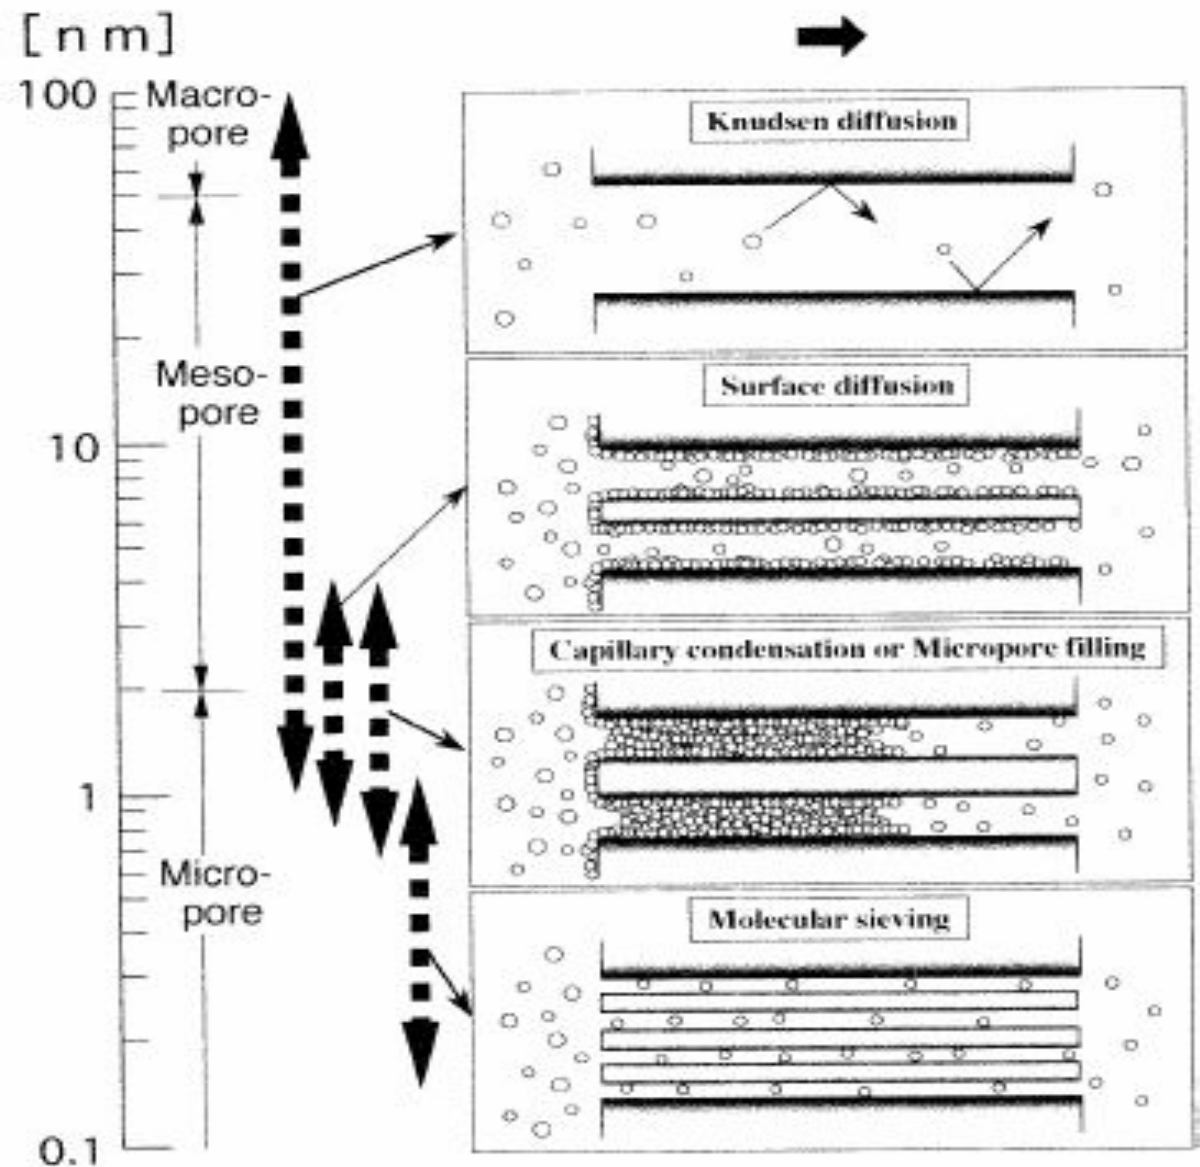 [nm]
100
Macro-
pore
Knudsen diffusion
Meso-
pore
Surface diffusion
10
Capillary condensation or Micropore filling
1
Micro-
pore
Molecular sieving
0.1